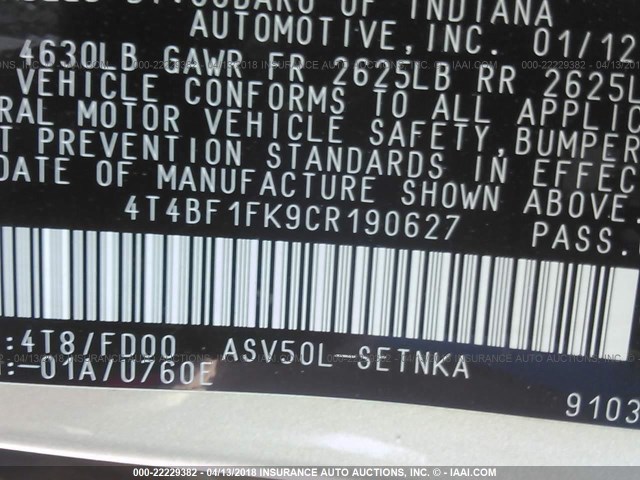 OF INDIANA
AUTOMOTIVE, INC. 01/12
4630LB GAWR FR 2625LB RR 2625L
VEHICLE CONFORMS TO ALL APPLIC
RAL MOTOR VEHICLE SAFETY, BUMPER
T PREVENTION STANDARDS IN EFFEC
DATE OF MANUFACTURE SHOWN ABOVE.
4T4BF1FK9CR190627 PASS.
:4T8/FD00 ASV50L-SETNKA
:-01A/U760E
9103
000-22229382 - 04/13/2018 INSURANCE AUTO AUCTIONS, INC. - IAAI.COM